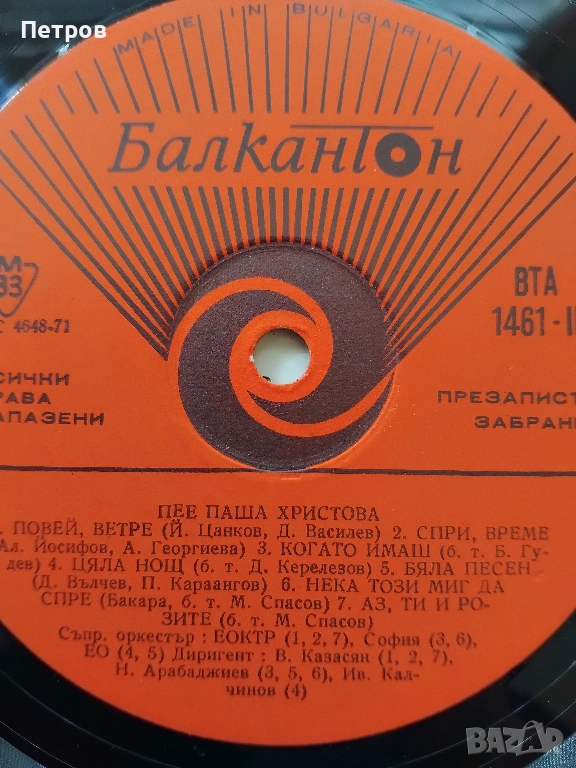 Петров
MADE IN BULGARIA
Балкантон
33
4648-71
ВТА
1461-II
ПРЕЗАПИСТ
ЗАБРАН
ПЕЕ ПАША ХРИСТОВА
ПОВЕЙ, ВЕТРЕ (Й. Цанков, Д. Василев) 2. СПРИ, ВРЕМЕ
Ал. Йосифов, А. Георгиева) 3. КОГАТО ИМАШ (б. т. Б. Гу-
дев) 4. ЦЯЛА НОЩ (б. т. Д. Керелезов) 5. БЯЛА ПЕСЕН
(Д. Вълчев, П. Караангов) 6. НЕКА ТОЗИ МИГ ДА
СПРЕ (Бакара, б. т. М. Спасов) 7. АЗ, ТИ И РО-
ЗИТЕ (б. т. М. Спасов)
Съпр. оркестър : ЕОКТР (1, 2, 7), София (3, 6),
ЕО (4, 5) Диригент : В. Казасян (1, 2, 7),
Н. Арабаджиев (3, 5, 6), Ив. Кал-
чинов (4)
BAZAR